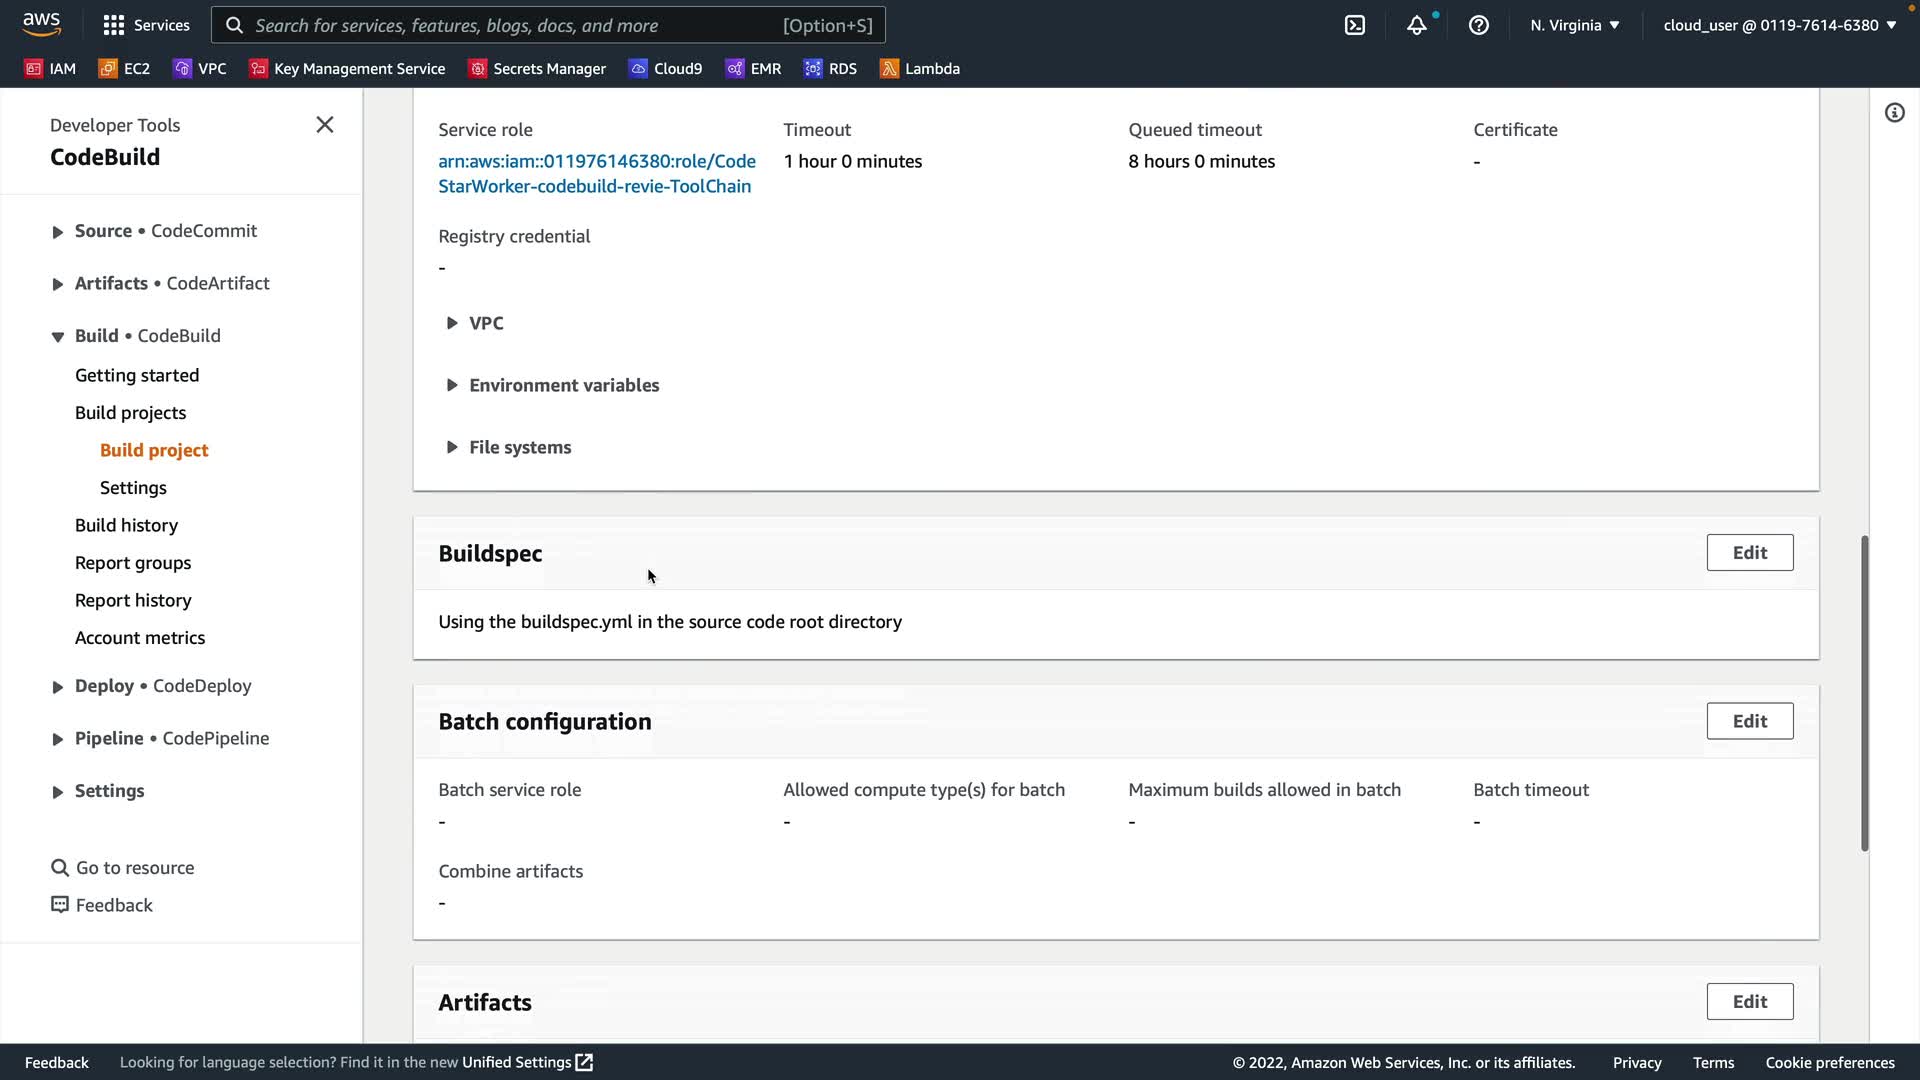 aws
Services
Search for services, features, blogs, docs, and more
[Option+S]
N. Virginia
cloud_user @ 0119-7614-6380
IAM
EC2
VPC
Key Management Service
Secrets Manager
Cloud9
EMR
RDS
Lambda
Developer Tools
CodeBuild
Source • CodeCommit
Artifacts • CodeArtifact
Build • CodeBuild
Getting started
Build projects
Build project
Settings
Build history
Report groups
Report history
Account metrics
Deploy • CodeDeploy
Pipeline • CodePipeline
Settings
Go to resource
Feedback
Service role
arn:aws:iam::011976146380:role/Code
StarWorker-codebuild-revie-ToolChain
Timeout
1 hour 0 minutes
Queued timeout
8 hours 0 minutes
Certificate
-
Registry credential
-
VPC
Environment variables
File systems
Buildspec
Edit
Using the buildspec.yml in the source code root directory
Batch configuration
Edit
Batch service role
-
Allowed compute type(s) for batch
-
Maximum builds allowed in batch
-
Batch timeout
-
Combine artifacts
-
Artifacts
Edit
Feedback
Looking for language selection? Find it in the new Unified Settings
© 2022, Amazon Web Services, Inc. or its affiliates.
Privacy
Terms
Cookie preferences